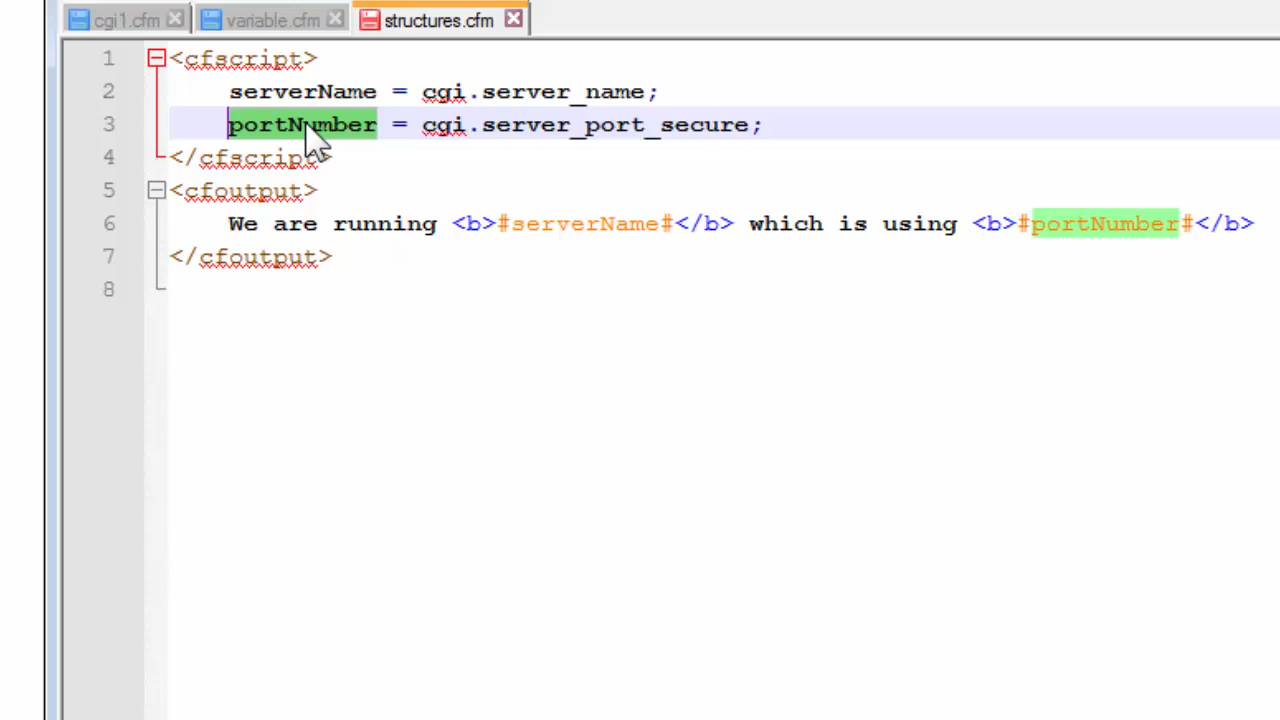 cgi1.cfm variable.cfm structures.cfm
1 <cfscript>
2 serverName = cgi.server_name;
3 portNumber = cgi.server_port_secure;
4 </cfscript>
5 <cfoutput>
6 We are running <b>#serverName#</b> which is using <b>#portNumber#</b>
7 </cfoutput>
8